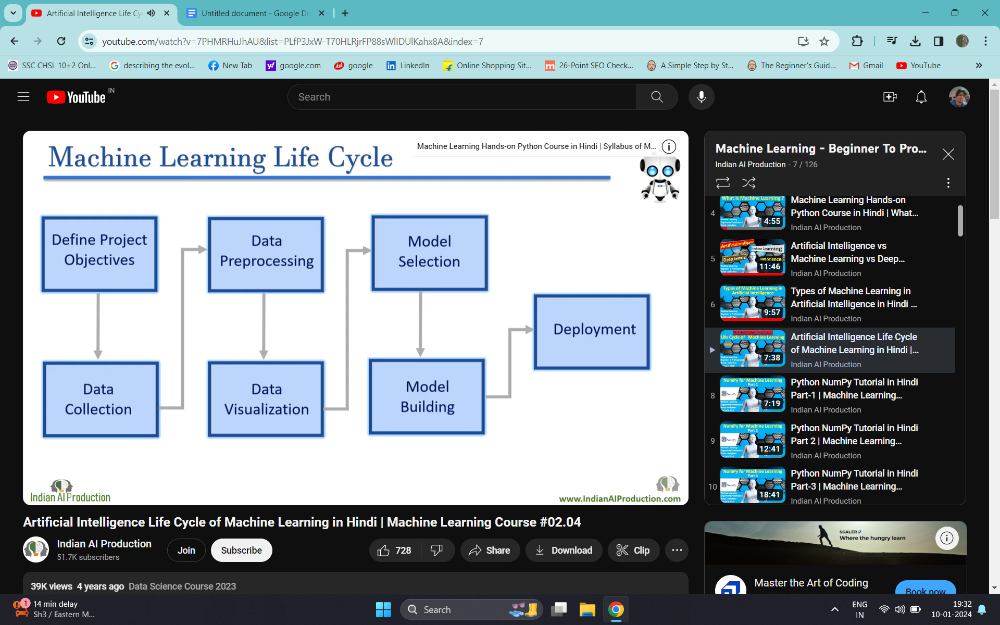 Artificial Intelligence Life Cy
Untitled document - Google Do
youtube.com/watch?v=7PHMRHuJhAU&list=PLfP3JxW-T70HLRjrFP88sWlIDUlKahx8A&index=7
SSC CHSL 10+2 Onl...
describing the evol...
New Tab
google.com
google
LinkedIn
Online Shopping Sit...
26-Point SEO Check...
A Simple Step by St...
The Beginner's Guid...
Gmail
YouTube
YouTube IN
Search
Machine Learning Life Cycle
Machine Learning Hands-on Python Course in Hindi | Syllabus of M...
Define Project
Objectives
Data
Collection
Data
Preprocessing
Data
Visualization
Model
Selection
Model
Building
Deployment
Indian AI Production
www.IndianAIProduction.com
Machine Learning - Beginner To Pro...
Indian AI Production - 7 / 126
4
What is Machine Learning ?
4:55
Machine Learning Hands-on
Python Course in Hindi | What...
Indian AI Production
5
Artificial Intelligence
Machine Learning
Deep Learning
Data Science
11:46
Artificial Intelligence vs
Machine Learning vs Deep...
Indian AI Production
6
Types of Machine Learning in
Artificial Intelligence
9:57
Types of Machine Learning in
Artificial Intelligence in Hindi ...
Indian AI Production
Life Cycle of Machine Learning
7:38
Artificial Intelligence Life Cycle
of Machine Learning in Hindi |...
Indian AI Production
8
NumPy for Machine Learning
Part 1
NumPy
7:19
Python NumPy Tutorial in Hindi
Part-1 | Machine Learning...
Indian AI Production
9
NumPy for Machine Learning
Part 2
NumPy
12:41
Python NumPy Tutorial in Hindi
Part 2 | Machine Learning...
Indian AI Production
10
NumPy for Machine Learning
Part 3
NumPy
18:41
Python NumPy Tutorial in Hindi
Part-3 | Machine Learning...
Indian AI Production
Artificial Intelligence Life Cycle of Machine Learning in Hindi | Machine Learning Course #02.04
Indian AI Production
51.7K subscribers
Join
Subscribe
728
Share
Download
Clip
39K views 4 years ago Data Science Course 2023
SCALER
Where the hungry learn
Master the Art of Coding
Book now
1
14 min delay
Sh3 / Eastern M...
Search
ENG
IN
19:32
10-01-2024